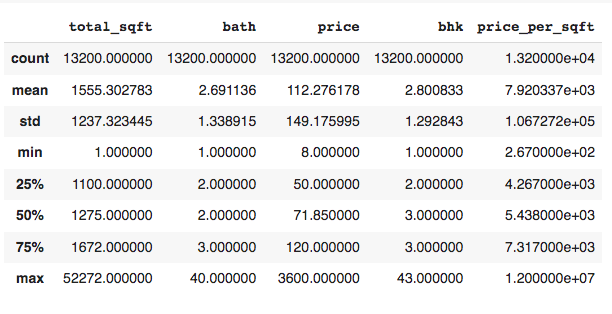 total_sqft bath price bhk price_per_sqft
count 13200.000000 13200.000000 13200.000000 13200.000000 1.320000e+04
mean 1555.302783 2.691136 112.276178 2.800833 7.920337e+03
std 1237.323445 1.338915 149.175995 1.292843 1.067272e+05
min 1.000000 1.000000 8.000000 1.000000 2.670000e+02
25% 1100.000000 2.000000 50.000000 2.000000 4.267000e+03
50% 1275.000000 2.000000 71.850000 3.000000 5.438000e+03
75% 1672.000000 3.000000 120.000000 3.000000 7.317000e+03
max 52272.000000 40.000000 3600.000000 43.000000 1.200000e+07